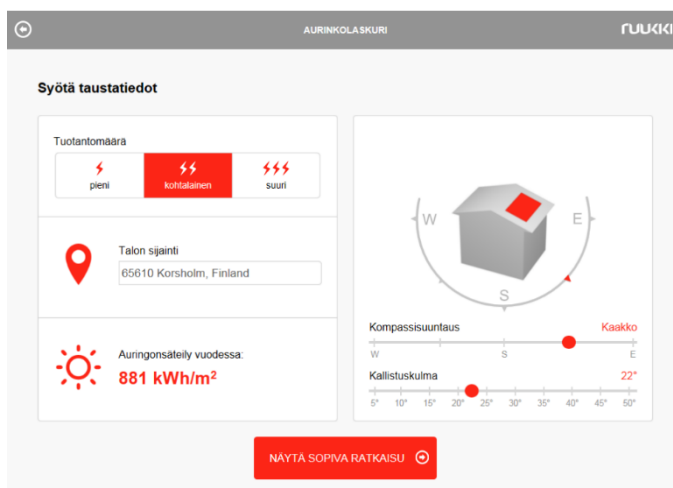 AURINKOLASKURI
ruukki
Syötä taustatiedot
Tuotantomäärä
pieni
kohtalainen
suuri
Talon sijainti
65610 Korsholm, Finland
Auringonsäteily vuodessa:
881 kWh/m²
W
E
S
Kompassisuuntaus
Kaakko
W S E
Kallistuskulma
22°
5° 10° 15° 20° 25° 30° 35° 40° 45° 50°
NÄYTÄ SOPIVA RATKAISU